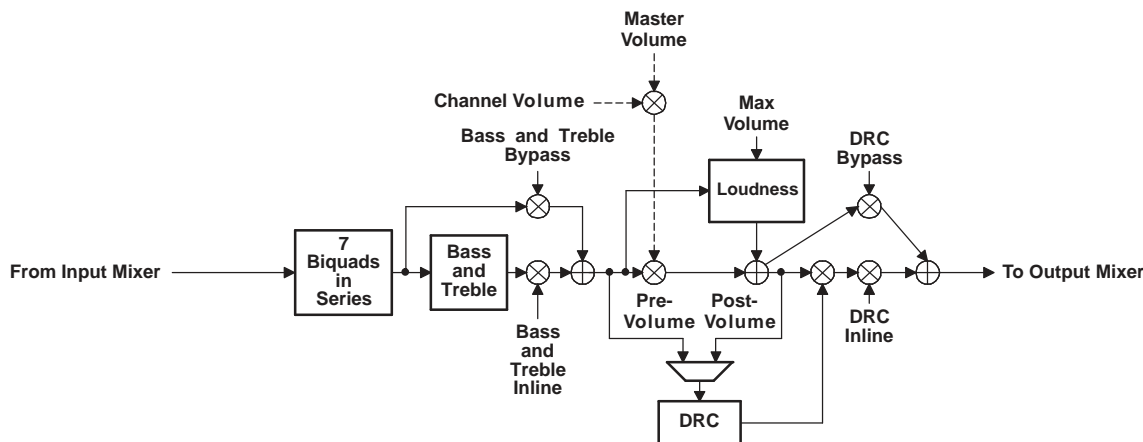 Master
Volume
Channel Volume
Max
Volume
Bass and Treble
Bypass
DRC
Bypass
Loudness
7
Biquads
in
Series
Bass
and
Treble
From Input Mixer
To Output Mixer
Pre-
Volume
Post-
Volume
DRC
Inline
Bass
and
Treble
Inline
DRC